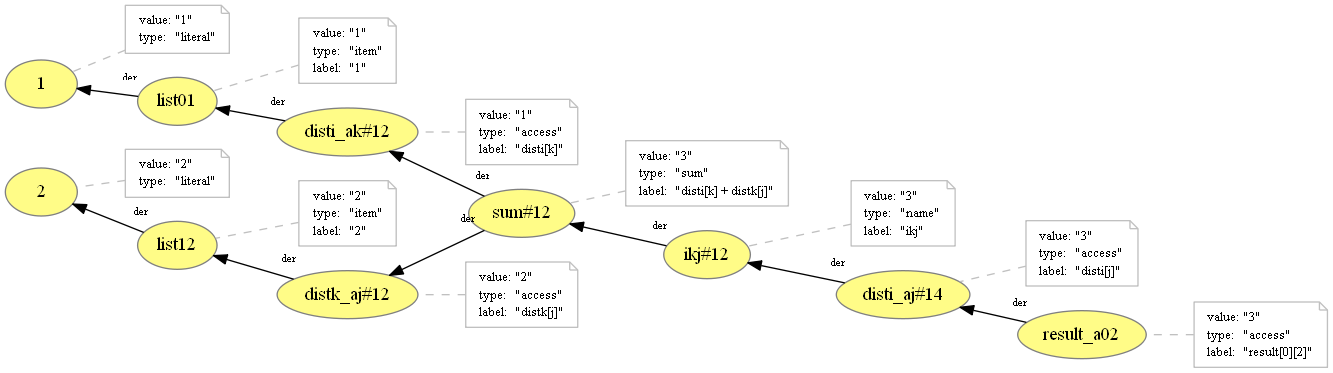 value: "1"
type: "literal"
1
der
value: "1"
type: "item"
label: "1"
list01
der
value: "1"
type: "access"
label: "disti[k]"
disti_ak#12
der
value: "2"
type: "literal"
2
der
value: "2"
type: "item"
label: "2"
list12
der
value: "2"
type: "access"
label: "distk[j]"
distk_aj#12
der
value: "3"
type: "sum"
label: "disti[k] + distk[j]"
sum#12
der
value: "3"
type: "name"
label: "ikj"
ikj#12
der
value: "3"
type: "access"
label: "disti[j]"
disti_aj#14
der
value: "3"
type: "access"
label: "result[0][2]"
result_a02